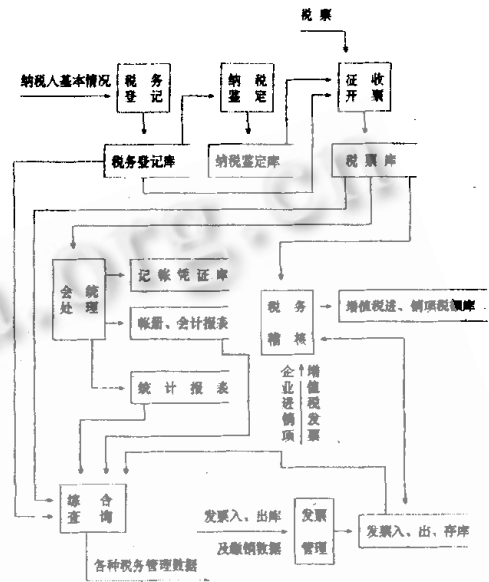 税票
纳税人基本情况
税务
登记
纳税
鉴定
征收
开票
税务登记库
纳税鉴定库
税票库
会统
处理
记帐凭证库
帐册、会计报表
统计报表
税务
稽核
增值税进、销项税额库
企业进销项
增值税发票
综合
查询
发票入、出库
及缴销数据
发票
管理
发票入、出、存库
各种税务管理数据